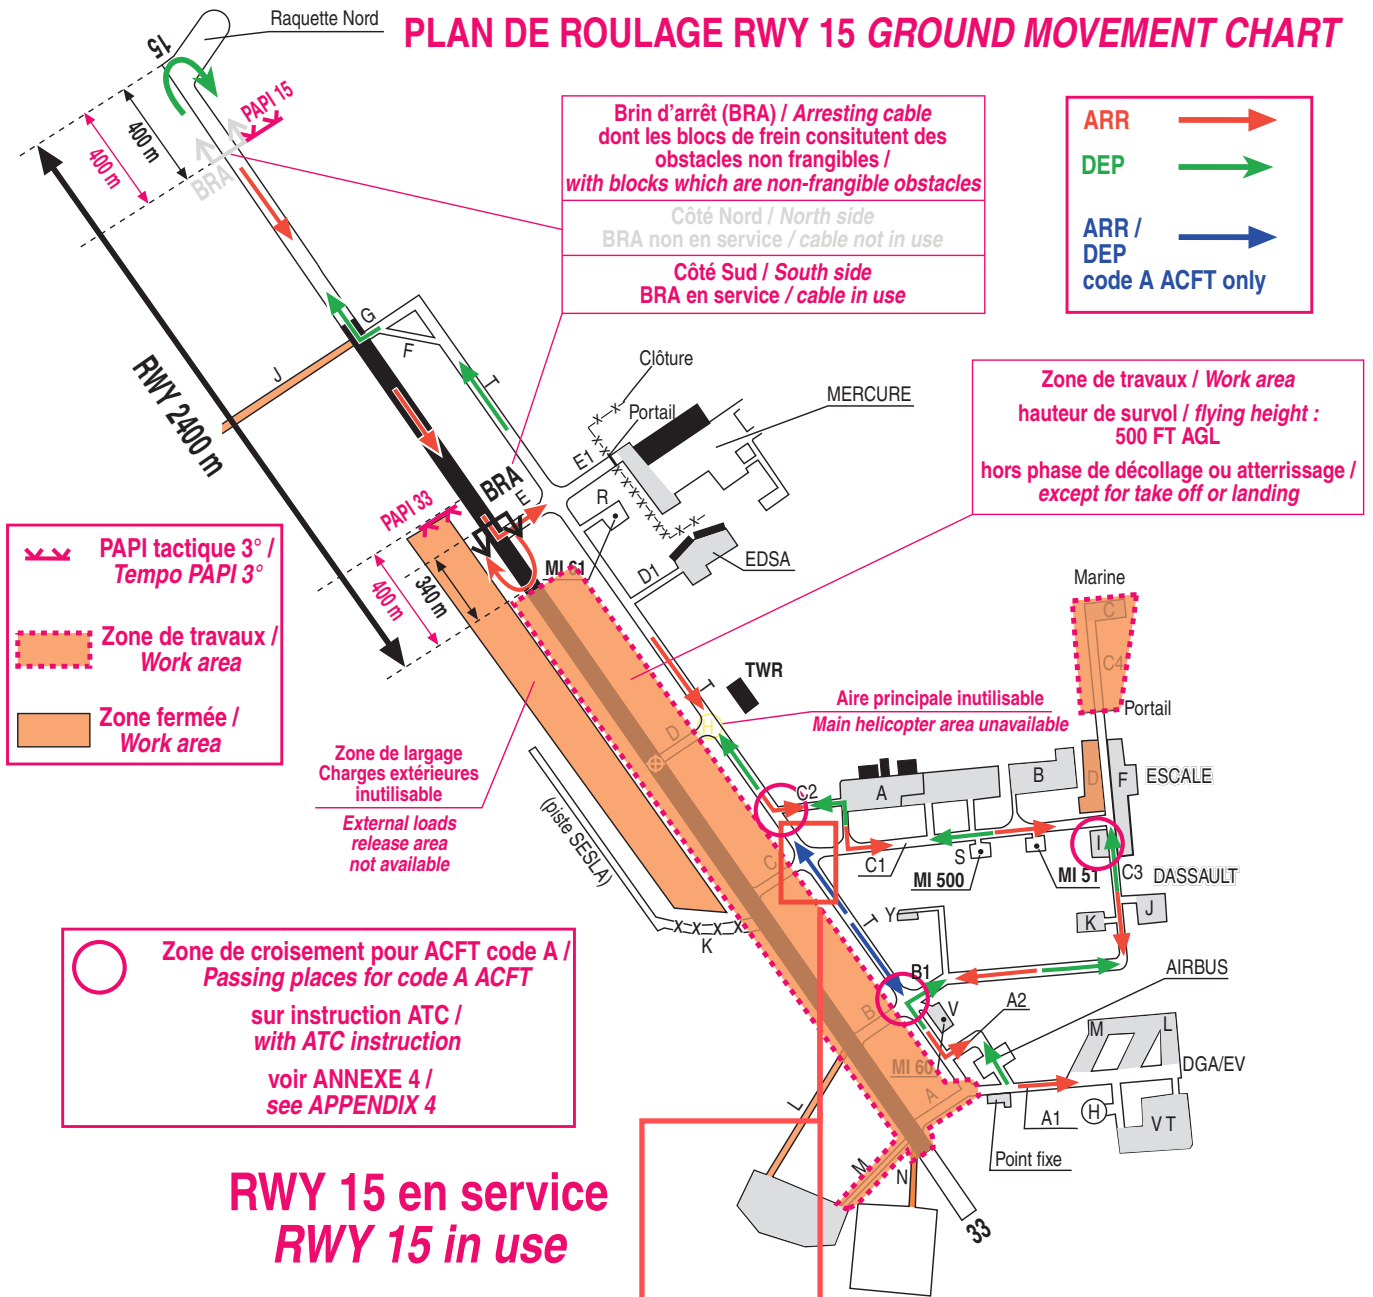 Raquette Nord
PLAN DE ROULAGE RWY 15 GROUND MOVEMENT CHART
15
PAPI 15
400 m
400 m
BRA
Brin d'arrêt (BRA) / Arresting cable
dont les blocs de frein consitutent des
obstacles non frangibles /
with blocks which are non-frangible obstacles
Côté Nord / North side
BRA non en service / cable not in use
Côté Sud / South side
BRA en service / cable in use
ARR
DEP
ARR /
DEP
code A ACFT only
G
F
J
T
RWY 2400 m
Clôture
Portail
MERCURE
E1
R
BRA
E
PAPI 33
MI 61
D1
EDSA
400 m
340 m
Zone de travaux / Work area
hauteur de survol / flying height :
500 FT AGL
hors phase de décollage ou atterrissage /
except for take off or landing
PAPI tactique 3° /
Tempo PAPI 3°
Zone de travaux /
Work area
Zone fermée /
Work area
Marine
C
C4
Portail
TWR
T
H
D
Aire principale inutilisable
Main helicopter area unavailable
Zone de largage
Charges extérieures
inutilisable
External loads
release area
not available
(piste SESLA)
C2
A
B
D
F
ESCALE
I
C
C1
S
MI 500
MI 51
C3
DASSAULT
J
K
K
Y
T
Zone de croisement pour ACFT code A /
Passing places for code A ACFT
sur instruction ATC /
with ATC instruction
voir ANNEXE 4 /
see APPENDIX 4
B1
AIRBUS
A2
V
B
MI 60
M
L
DGA/EV
A
A1
H
V T
L
Point fixe
M
N
33
RWY 15 en service
RWY 15 in use